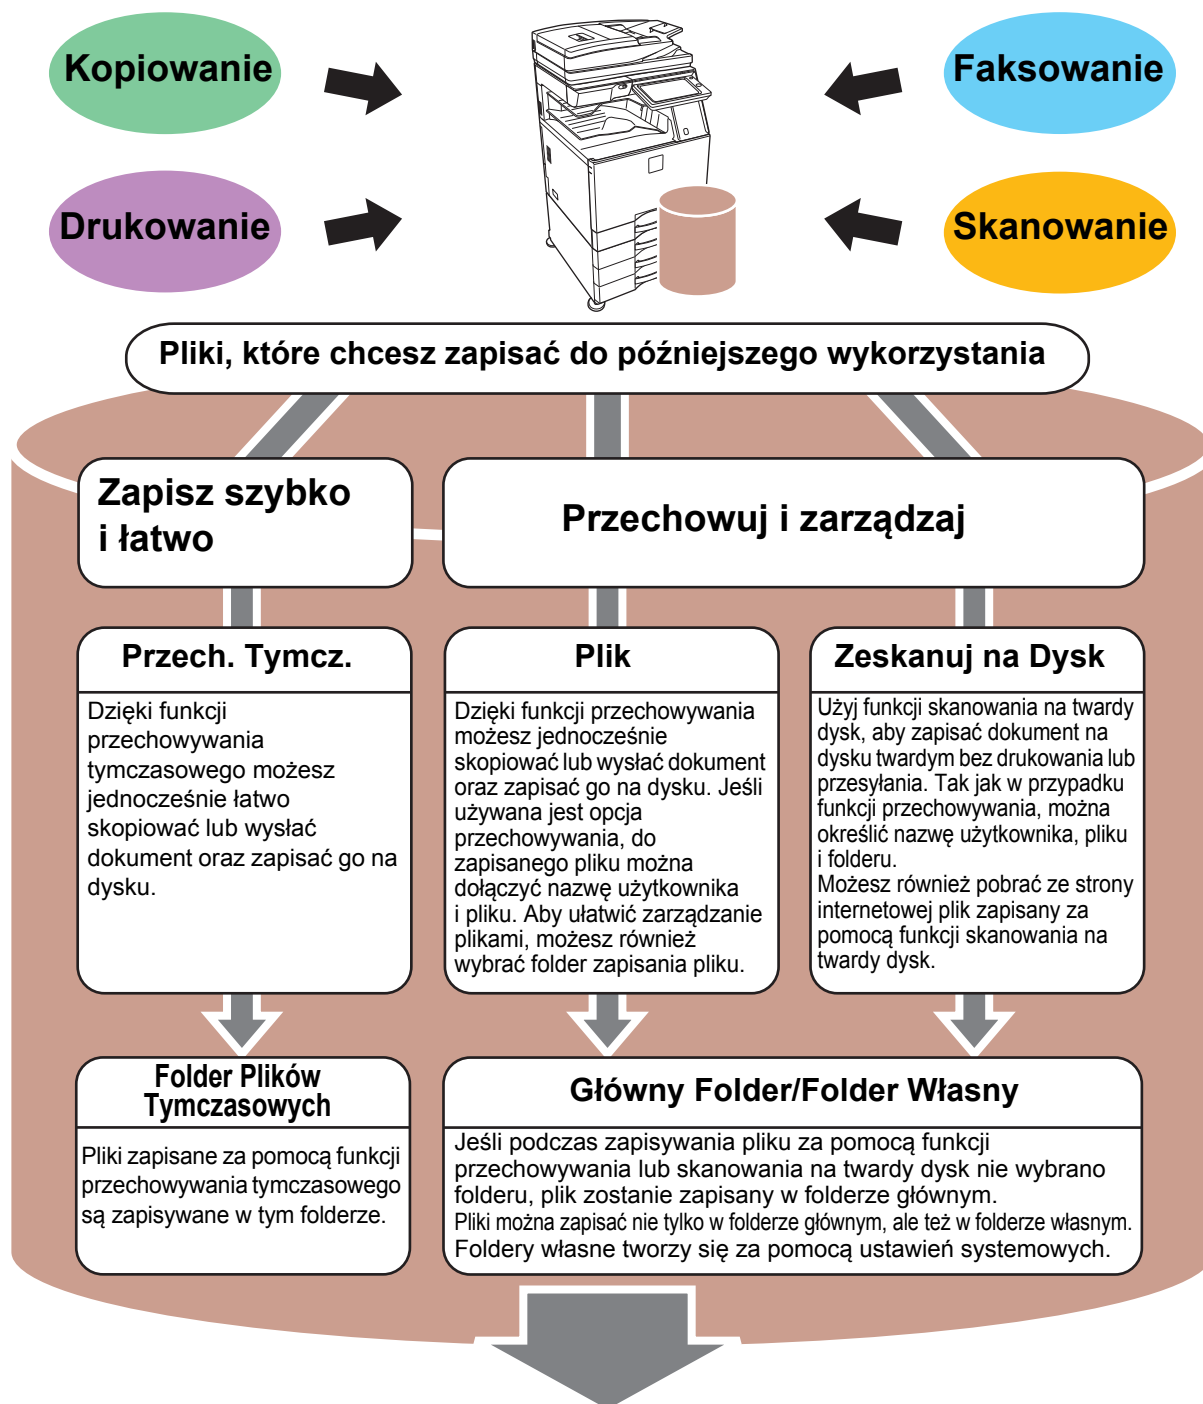 Kopiowanie
Faksowanie
Drukowanie
Skanowanie
Pliki, które chcesz zapisać do późniejszego wykorzystania
Zapisz szybko
i łatwo
Przechowuj i zarządzaj
Przech. Tymcz.
Dzięki funkcji
przechowywania
tymczasowego możesz
jednocześnie łatwo
skopiować lub wysłać
dokument oraz zapisać go na
dysku.
Plik
Dzięki funkcji przechowywania
możesz jednocześnie
skopiować lub wysłać dokument
oraz zapisać go na dysku. Jeśli
używana jest opcja
przechowywania, do
zapisanego pliku można
dołączyć nazwę użytkownika
i pliku. Aby ułatwić zarządzanie
plikami, możesz również
wybrać folder zapisania pliku.
Zeskanuj na Dysk
Użyj funkcji skanowania na twardy
dysk, aby zapisać dokument na
dysku twardym bez drukowania lub
przesyłania. Tak jak w przypadku
funkcji przechowywania, można
określić nazwę użytkownika, pliku
i folderu.
Możesz również pobrać ze strony
internetowej plik zapisany za
pomocą funkcji skanowania na
twardy dysk.
Folder Plików
Tymczasowych
Pliki zapisane za pomocą funkcji
przechowywania tymczasowego
są zapisywane w tym folderze.
Główny Folder/Folder Własny
Jeśli podczas zapisywania pliku za pomocą funkcji
przechowywania lub skanowania na twardy dysk nie wybrano
folderu, plik zostanie zapisany w folderze głównym.
Pliki można zapisać nie tylko w folderze głównym, ale też w folderze własnym.
Foldery własne tworzy się za pomocą ustawień systemowych.